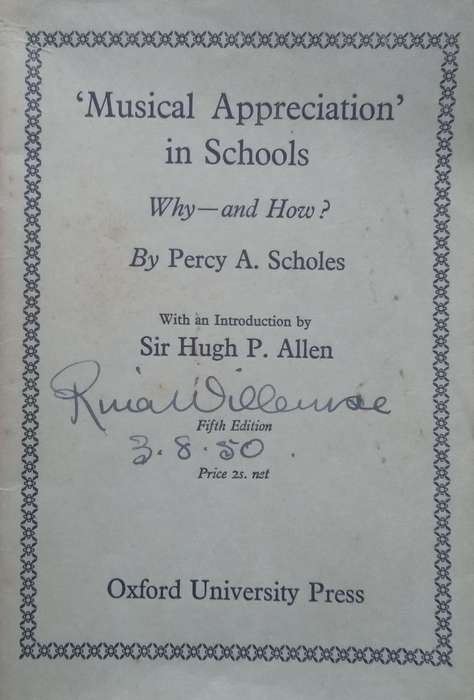 ‘Musical Appreciation’
in Schools
Why—and How?
By Percy A. Scholes
With an Introduction by
Sir Hugh P. Allen
Fifth Edition
3.8.50.
Price 2s. net
Oxford University Press